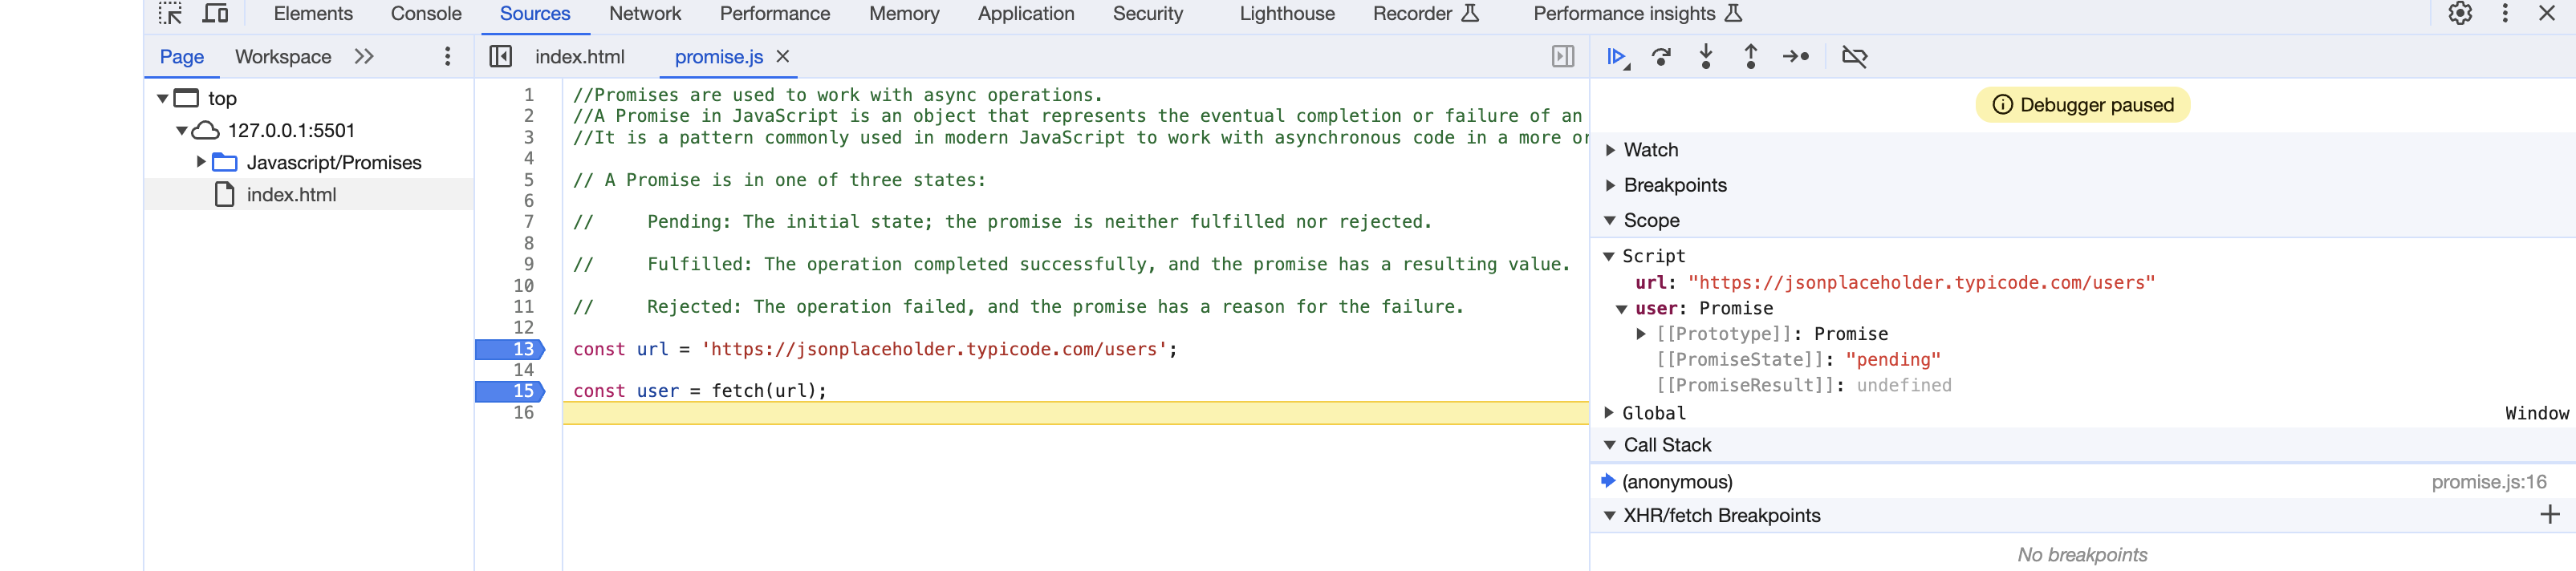 Elements Console Sources Network Performance Memory Application Security Lighthouse Recorder Performance insights
Page Workspace
index.html promise.js
top
127.0.0.1:5501
Javascript/Promises
index.html
1 //Promises are used to work with async operations.
2 //A Promise in JavaScript is an object that represents the eventual completion or failure of an
3 //It is a pattern commonly used in modern JavaScript to work with asynchronous code in a more or
4
5 // A Promise is in one of three states:
6
7 //     Pending: The initial state; the promise is neither fulfilled nor rejected.
8
9 //     Fulfilled: The operation completed successfully, and the promise has a resulting value.
10
11 //     Rejected: The operation failed, and the promise has a reason for the failure.
12
13 const url = 'https://jsonplaceholder.typicode.com/users';
14
15 const user = fetch(url);
16
Debugger paused
Watch
Breakpoints
Scope
Script
url: "https://jsonplaceholder.typicode.com/users"
user: Promise
[[Prototype]]: Promise
[[PromiseState]]: "pending"
[[PromiseResult]]: undefined
Global Window
Call Stack
(anonymous) promise.js:16
XHR/fetch Breakpoints
No breakpoints